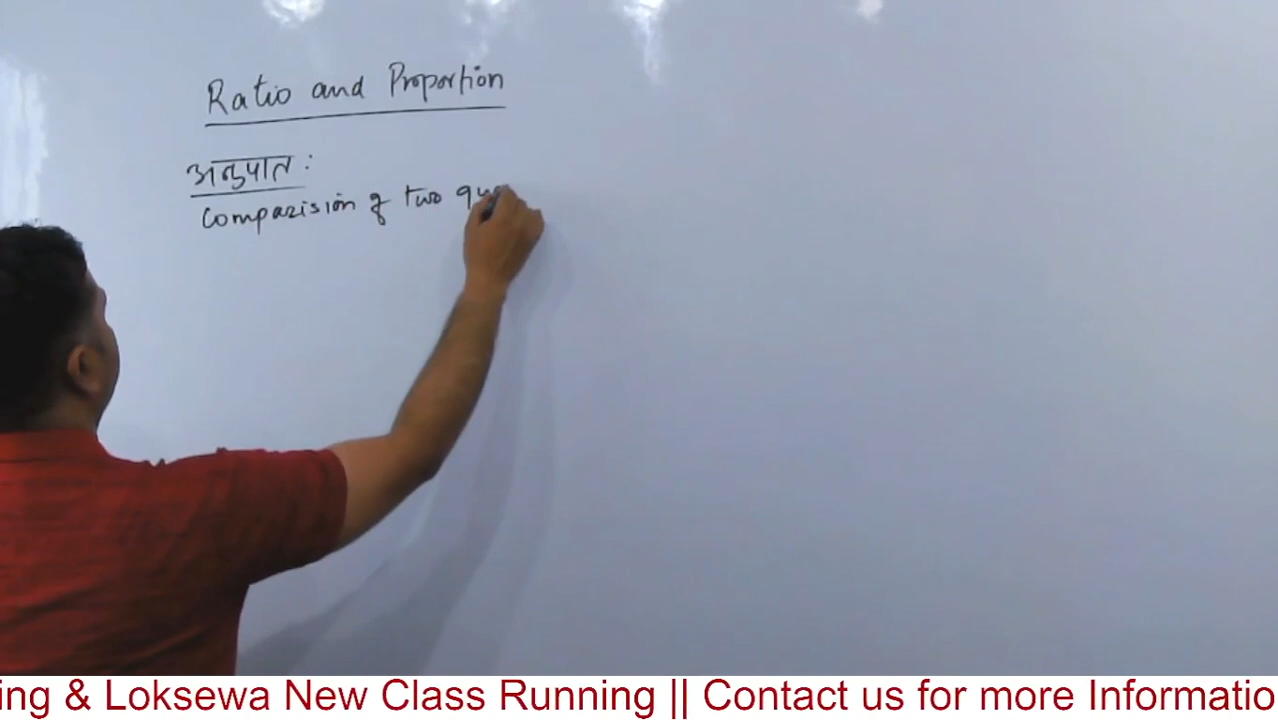 Ratio and Proportion
अनुपात :
Comparision of two qu
ing & Loksewa New Class Running || Contact us for more Informatio